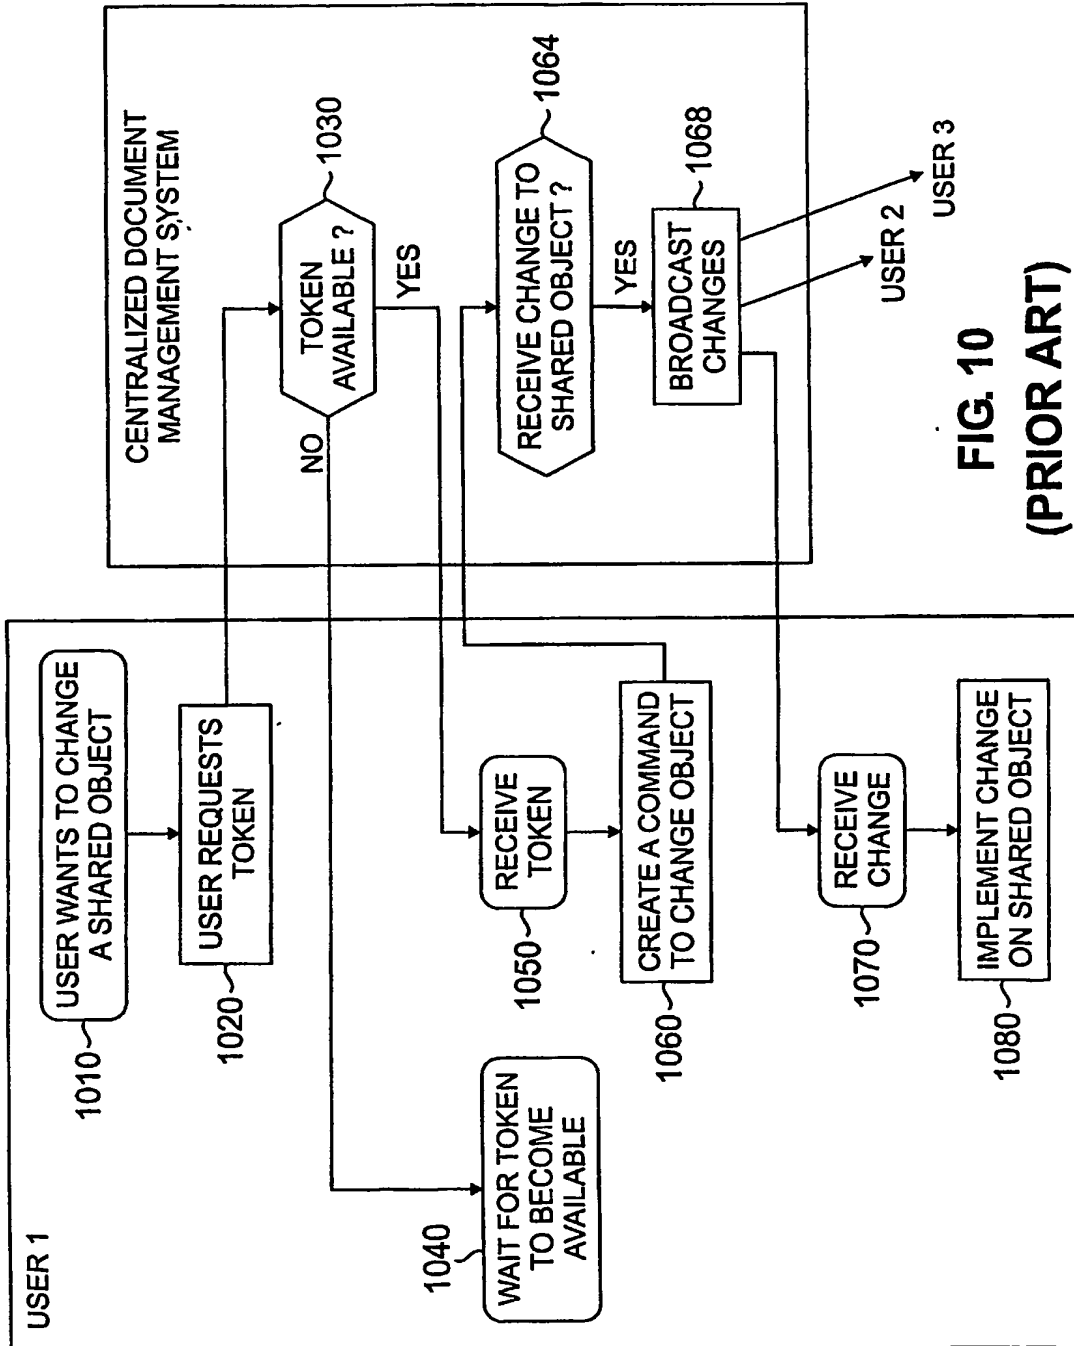 USER 1
USER WANTS TO CHANGE
A SHARED OBJECT
1010
USER REQUESTS
TOKEN
1020
CENTRALIZED DOCUMENT
MANAGEMENT SYSTEM
TOKEN
AVAILABLE ?
1030
NO
YES
WAIT FOR TOKEN
TO BECOME
AVAILABLE
1040
RECEIVE
TOKEN
1050
CREATE A COMMAND
TO CHANGE OBJECT
1060
RECEIVE CHANGE TO
SHARED OBJECT ?
1064
YES
BROADCAST
CHANGES
1068
USER 2
USER 3
RECEIVE
CHANGE
1070
IMPLEMENT CHANGE
ON SHARED OBJECT
1080
FIG. 10
(PRIOR ART)